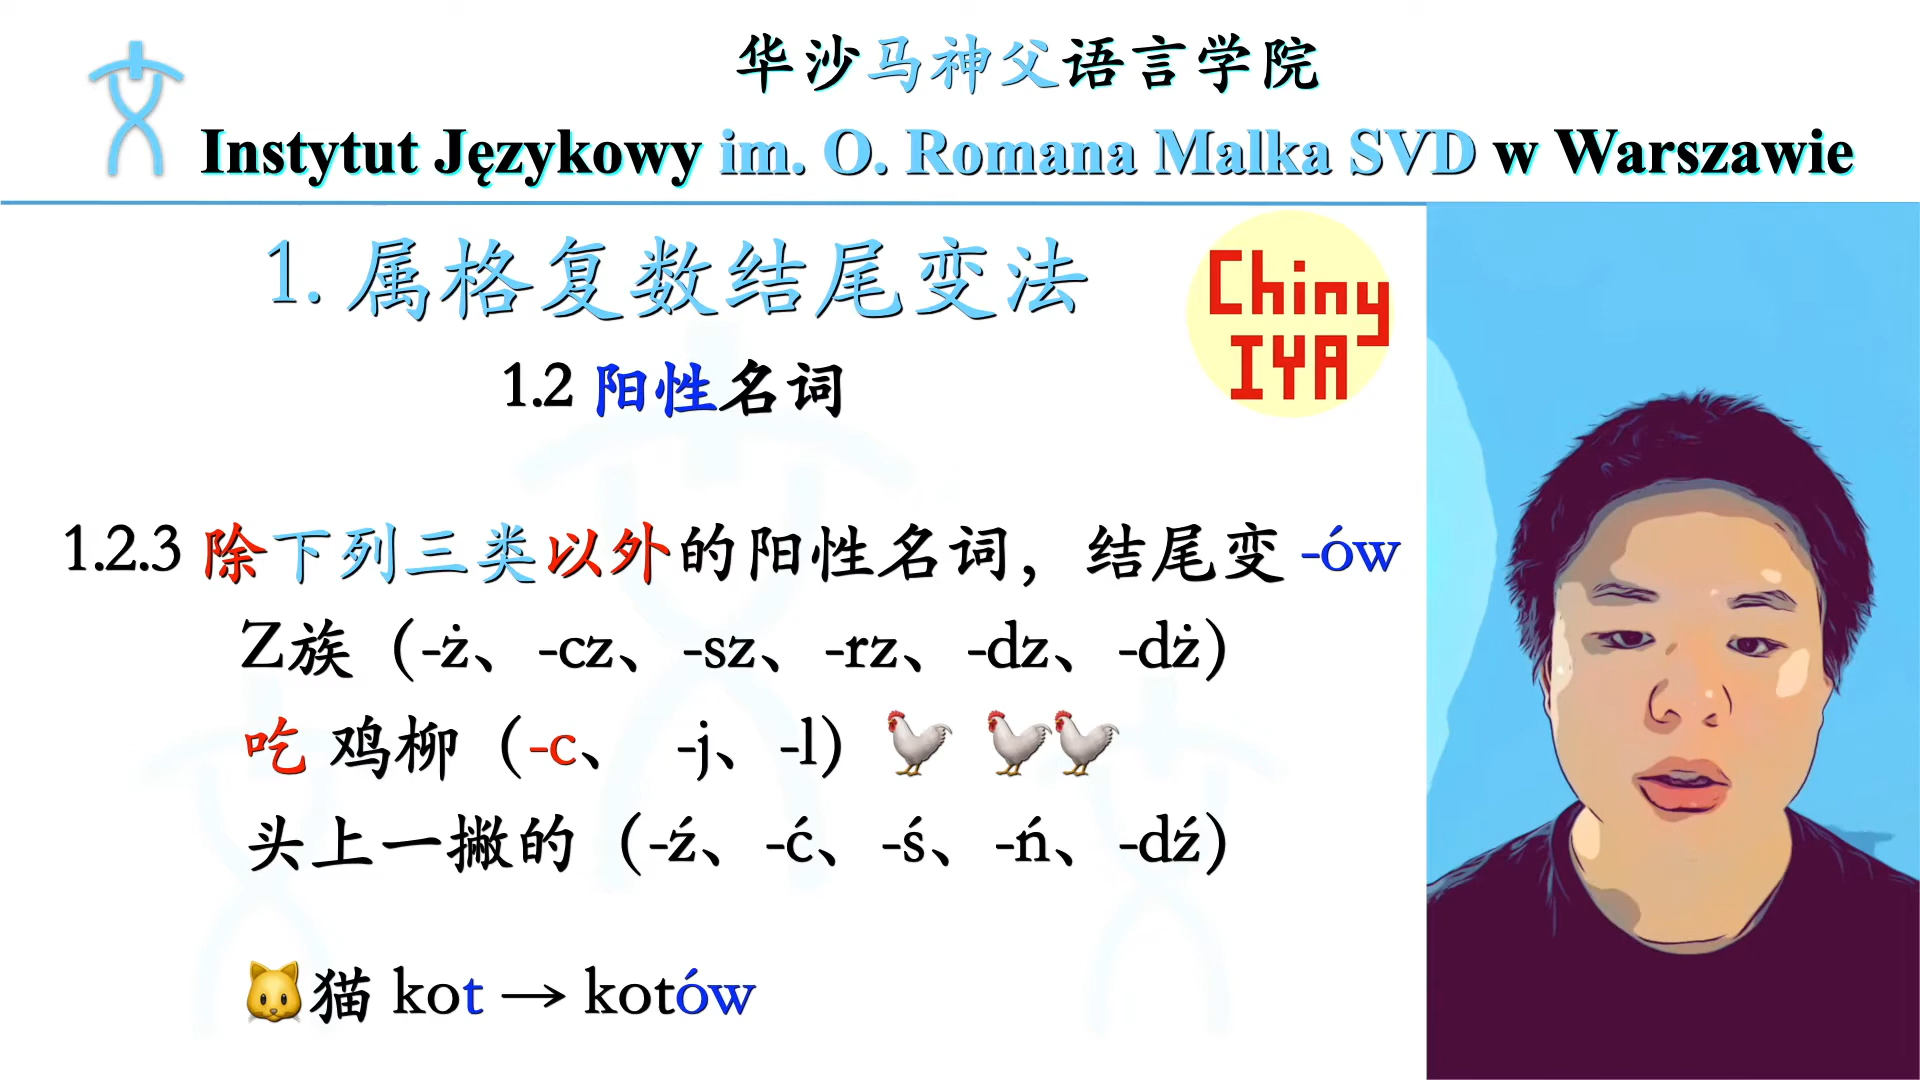 华沙马神父语言学院
Instytut Językowy im. O. Romana Malka SVD w Warszawie
1. 属格复数结尾变法
Chiny
IYA
1.2 阳性名词
1.2.3 除下列三类以外的阳性名词，结尾变 -ów
Z族（-ż、-cz、-sz、-rz、-dz、-dż）
吃 鸡柳（-c、 -j、-l）
头上一撇的（-ź、-ć、-ś、-ń、-dź）
猫 kot → kotów